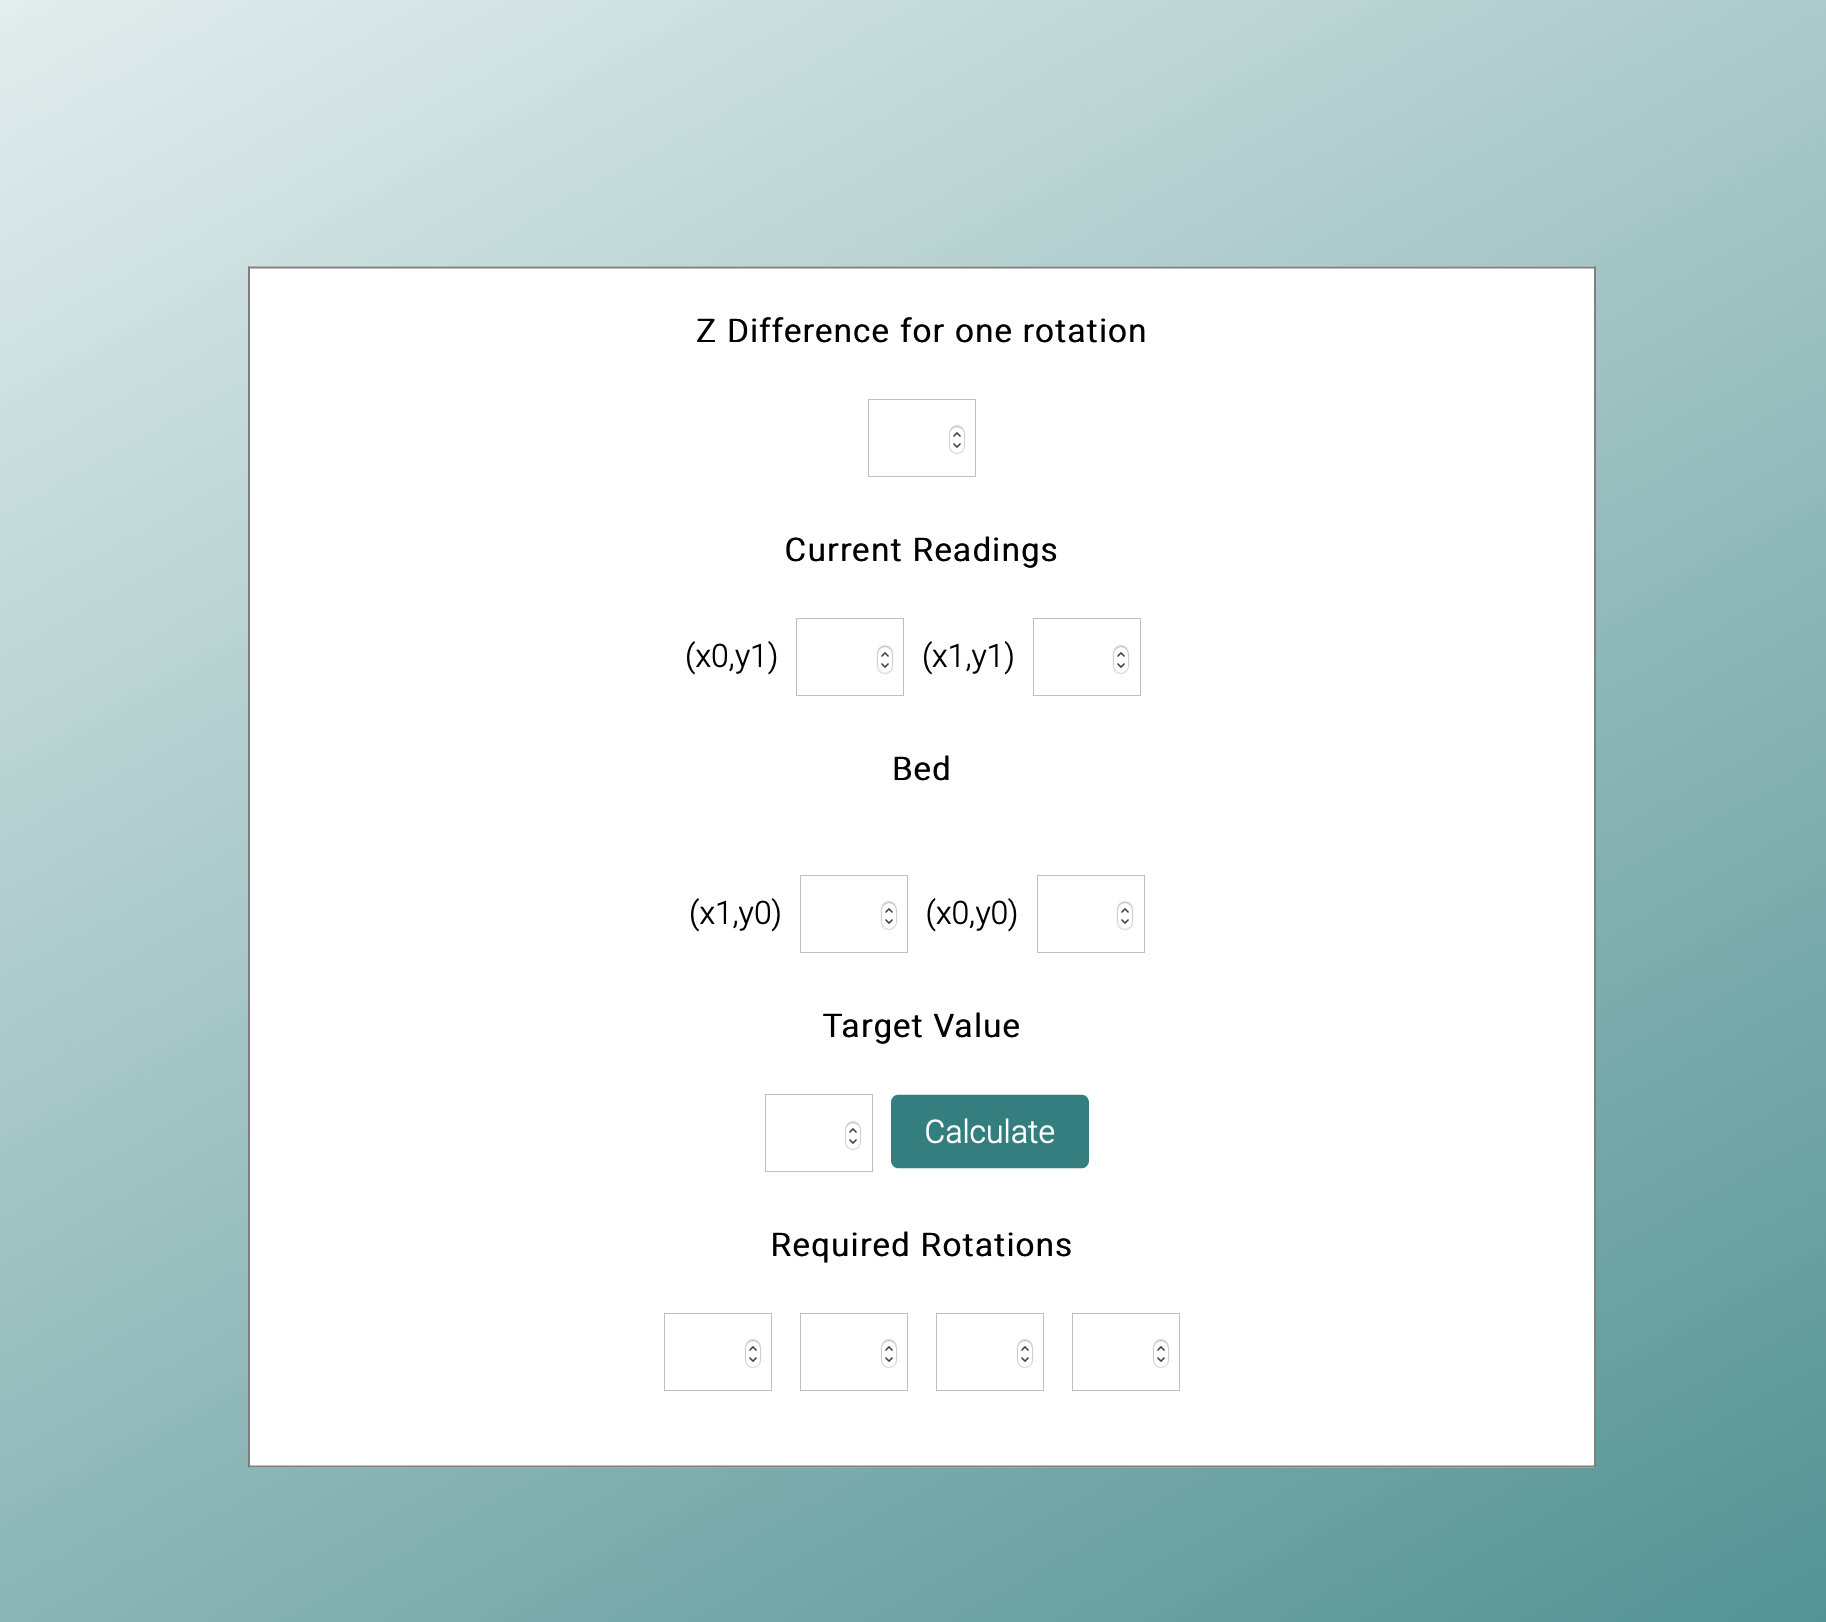 Z Difference for one rotation
Current Readings
(x0,y1) (x1,y1)
Bed
(x1,y0) (x0,y0)
Target Value
Calculate
Required Rotations